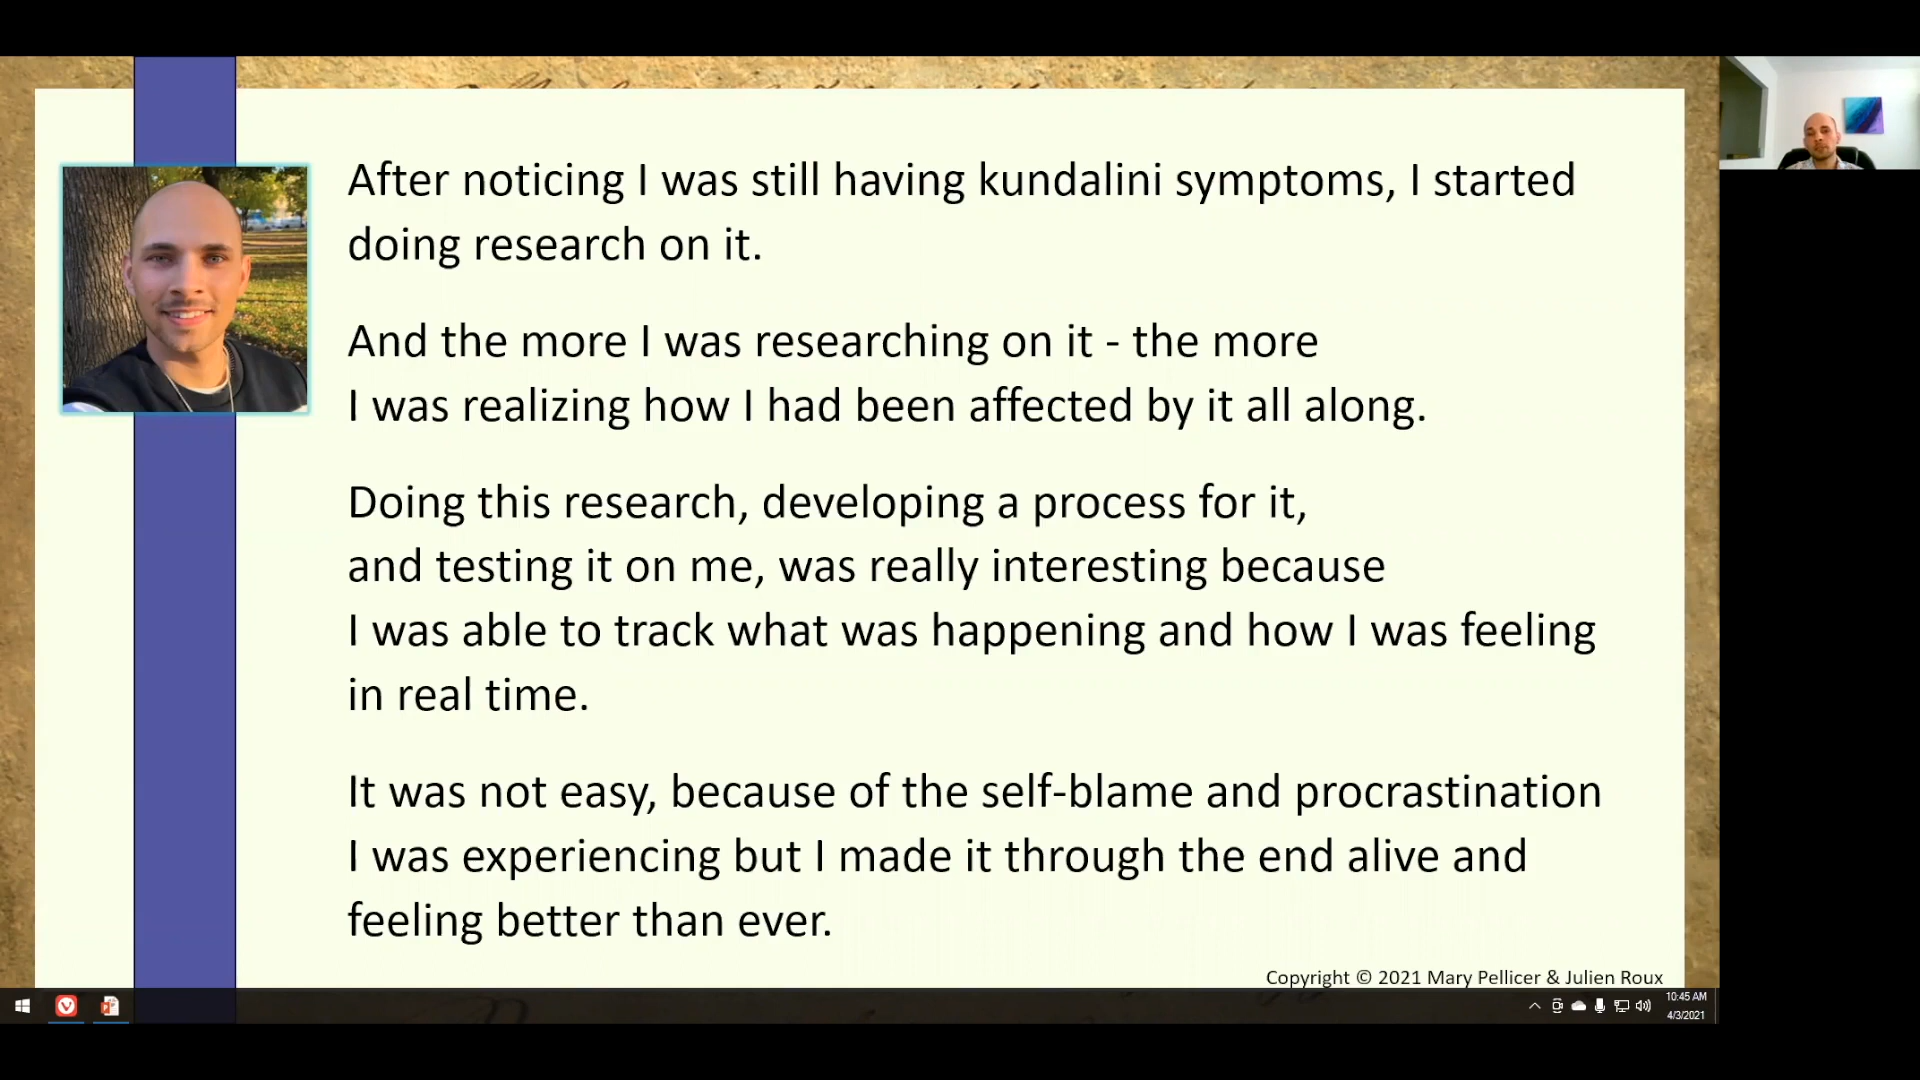 After noticing I was still having kundalini symptoms, I started
doing research on it.
And the more I was researching on it - the more
I was realizing how I had been affected by it all along.
Doing this research, developing a process for it,
and testing it on me, was really interesting because
I was able to track what was happening and how I was feeling
in real time.
It was not easy, because of the self-blame and procrastination
I was experiencing but I made it through the end alive and
feeling better than ever.
Copyright © 2021 Mary Pellicer & Julien Roux
10:45 AM
4/3/2021